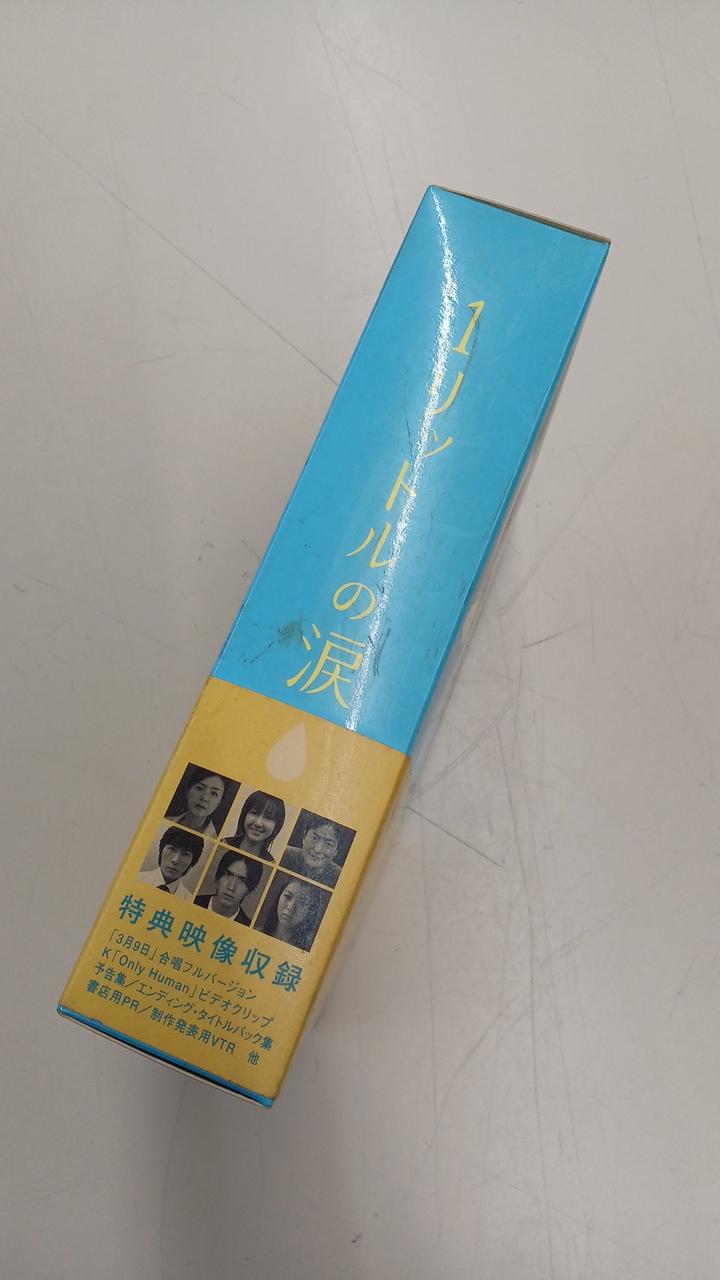 1リットルの涙
特典映像収録
「3月9日」合唱フルバージョン
K「Only Human」ビデオクリップ
予告集／エンディング・タイトルバック集
書店用PR／制作発表用VTR 他